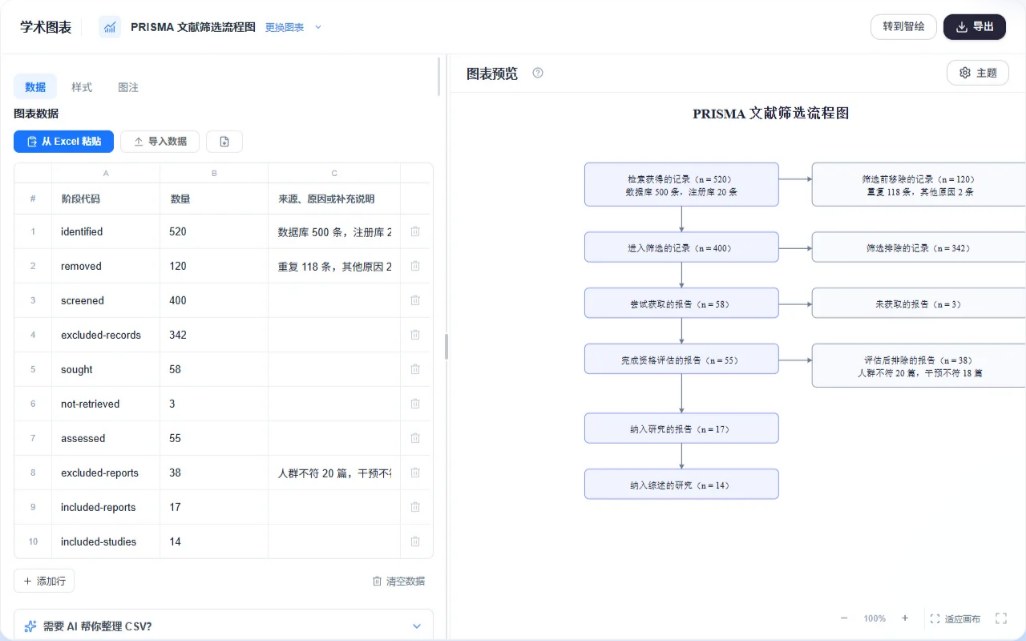 学术图表
PRISMA 文献筛选流程图
更换图表
转到智绘
导出
数据
样式
图注
图表数据
从 Excel 粘贴
导入数据
A B C
# 阶段代码 数量 来源、原因或补充说明
1 identified 520 数据库 500 条，注册库 2
2 removed 120 重复 118 条，其他原因 2
3 screened 400
4 excluded-records 342
5 sought 58
6 not-retrieved 3
7 assessed 55
8 excluded-reports 38 人群不符 20 篇，干预不
9 included-reports 17
10 included-studies 14
添加行
清空数据
需要 AI 帮你整理 CSV?
图表预览
主题
PRISMA 文献筛选流程图
检索获得的记录（n = 520）
数据库 500 条，注册库 20 条
筛选前移除的记录（n = 120）
重复 118 条，其他原因 2 条
进入筛选的记录（n = 400）
筛选排除的记录（n = 342）
尝试获取的报告（n = 58）
未获取的报告（n = 3）
完成资格评估的报告（n = 55）
评估后排除的报告（n = 38）
人群不符 20 篇，干预不符 18 篇
纳入研究的报告（n = 17）
纳入综述的研究（n = 14）
100%
适应画布